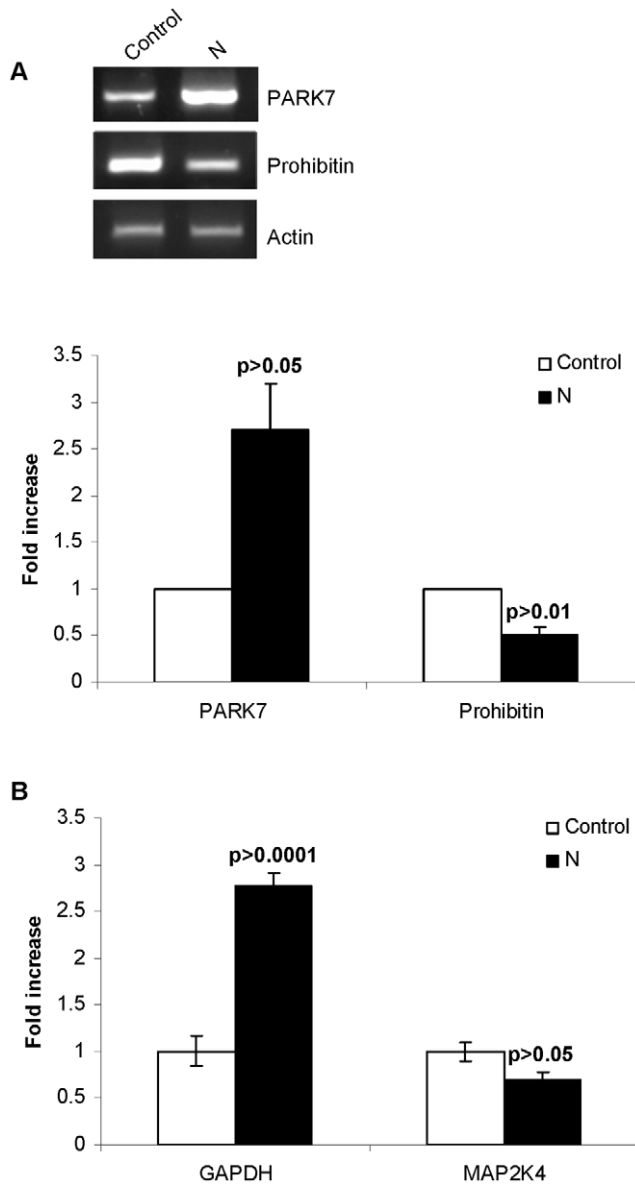 Control N
A
PARK7
Prohibitin
Actin
3.5
3
2.5
2
1.5
1
0.5
0
Fold increase
p>0.05
p>0.01
Control
N
PARK7 Prohibitin
B
3.5
3
2.5
2
1.5
1
0.5
0
Fold increase
p>0.0001
p>0.05
Control
N
GAPDH MAP2K4